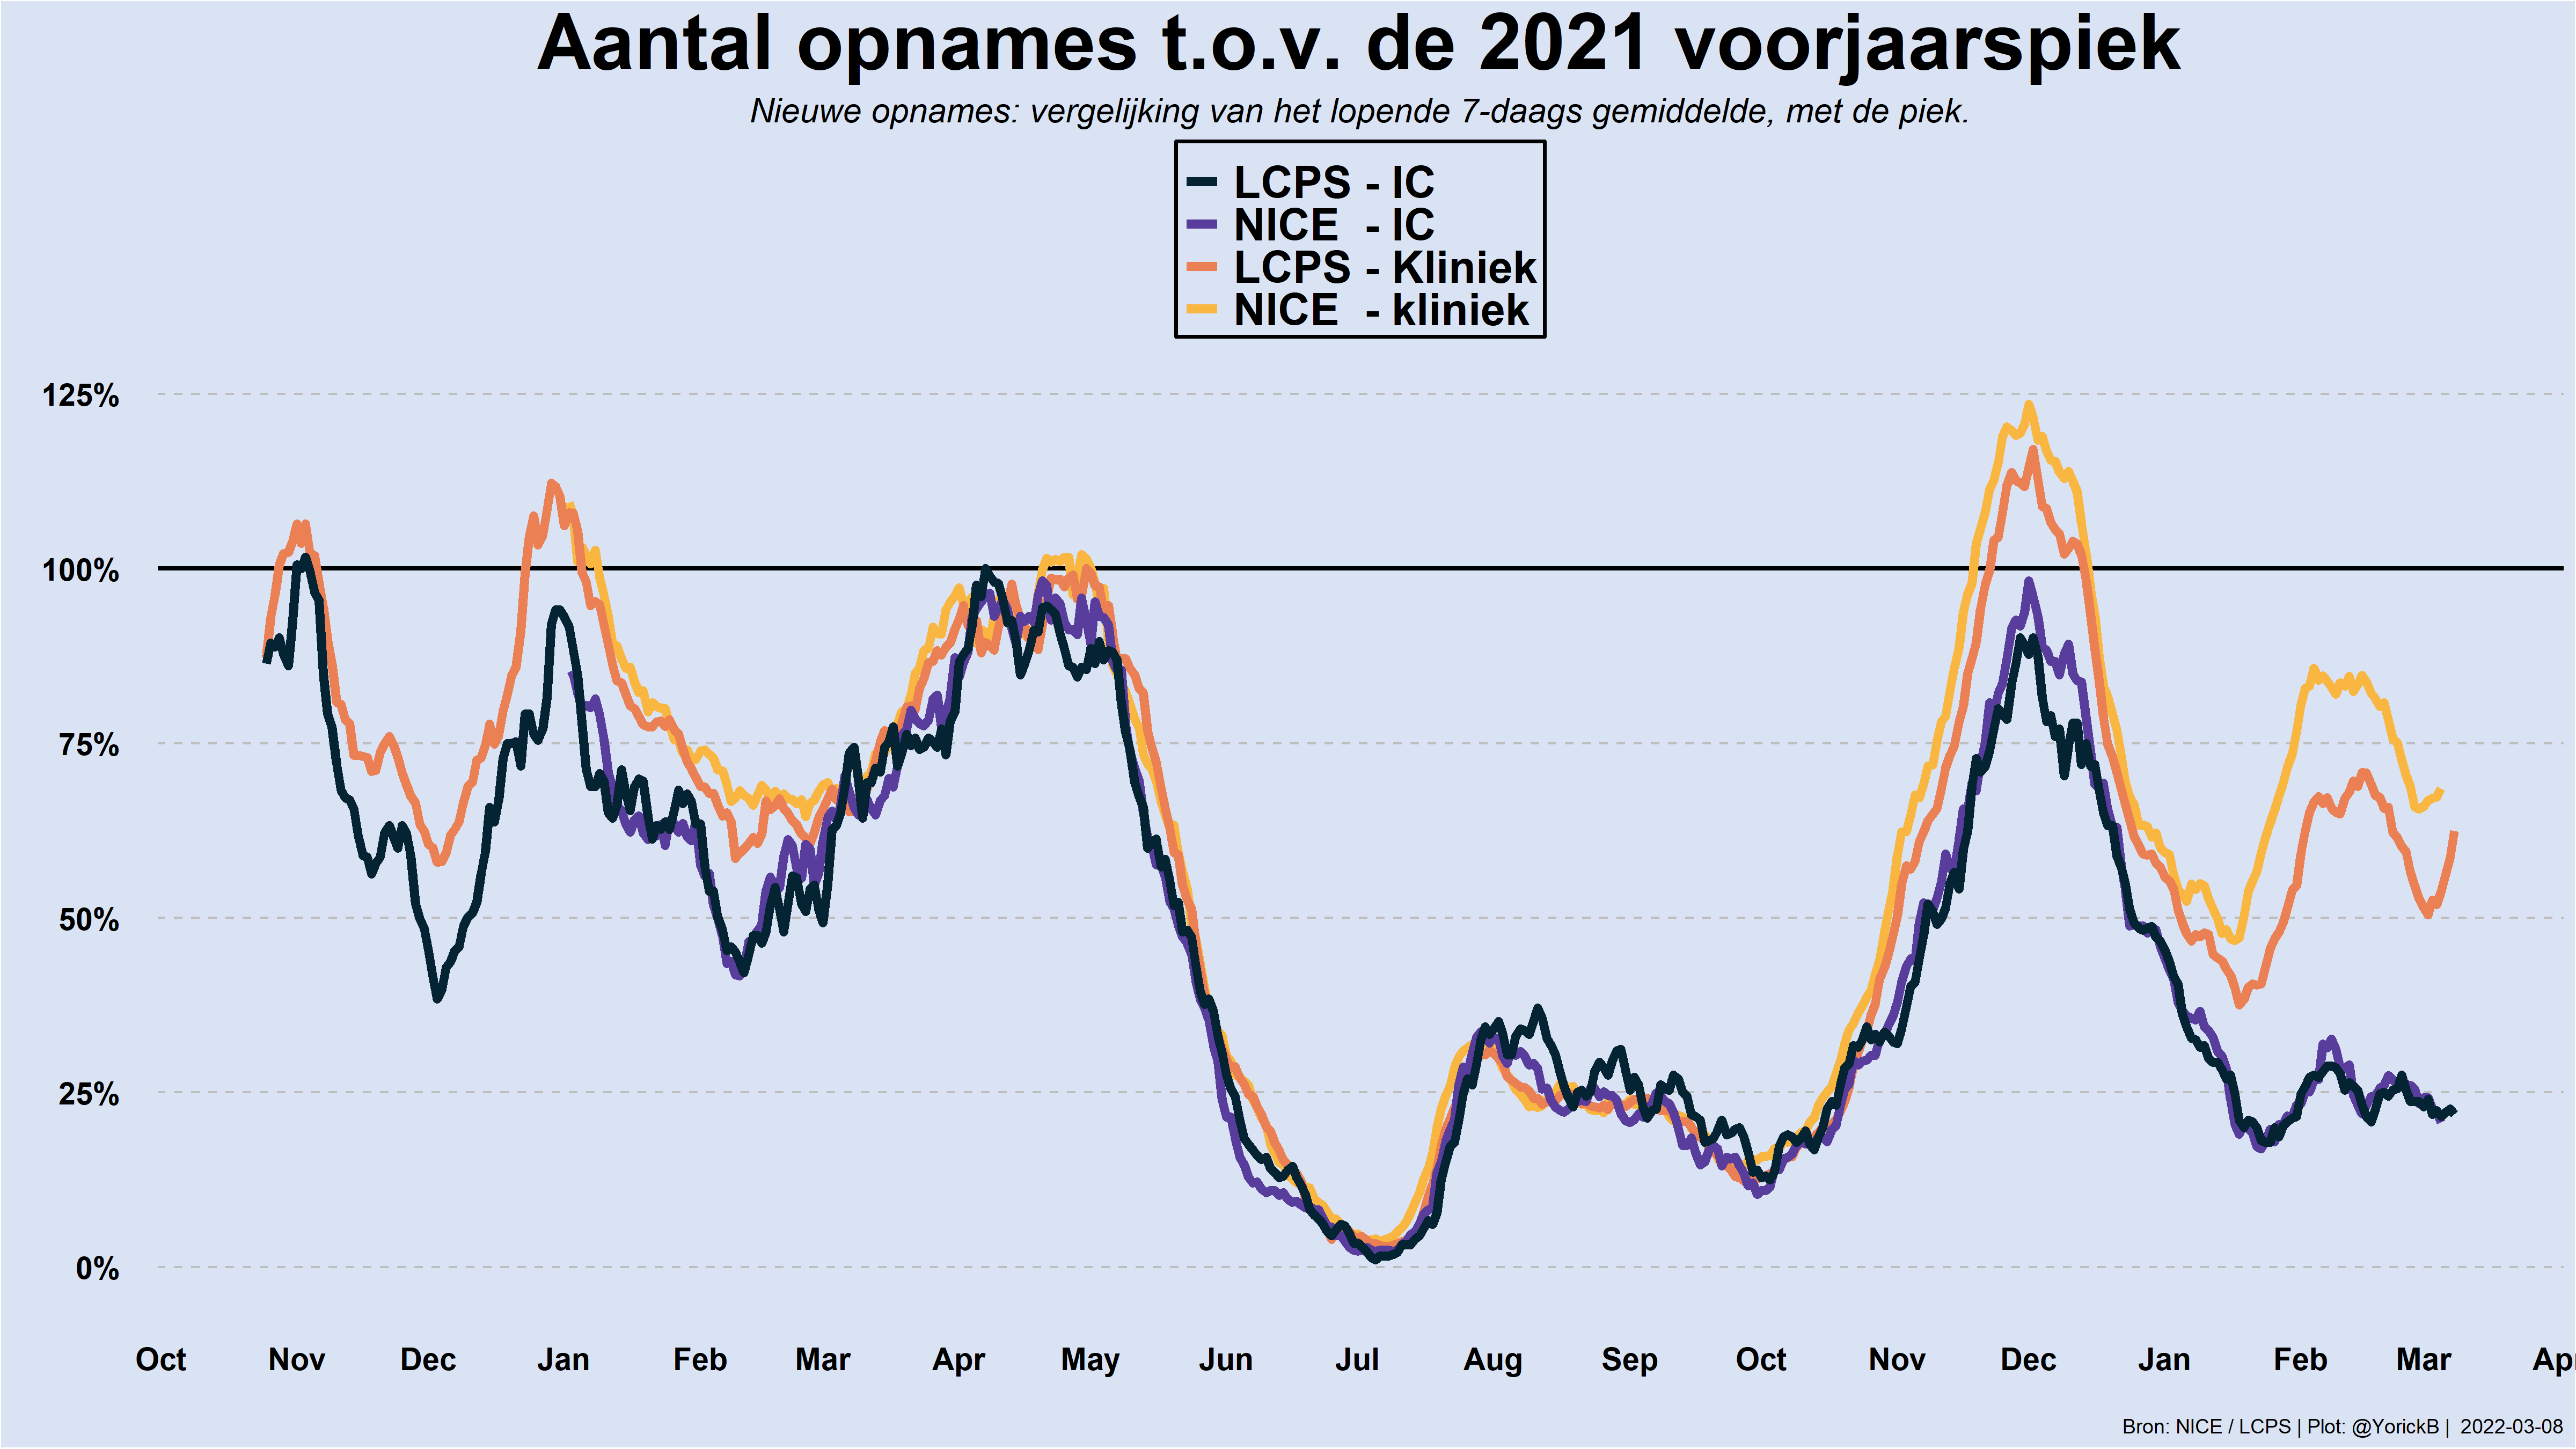 Aantal opnames t.o.v. de 2021 voorjaarspiek
Nieuwe opnames: vergelijking van het lopende 7-daags gemiddelde, met de piek.
LCPS - IC
NICE - IC
LCPS - Kliniek
NICE - kliniek
125%
100%
75%
50%
25%
0%
Oct Nov Dec Jan Feb Mar Apr May Jun Jul Aug Sep Oct Nov Dec Jan Feb Mar Apr
Bron: NICE / LCPS | Plot: @YorickB | 2022-03-08